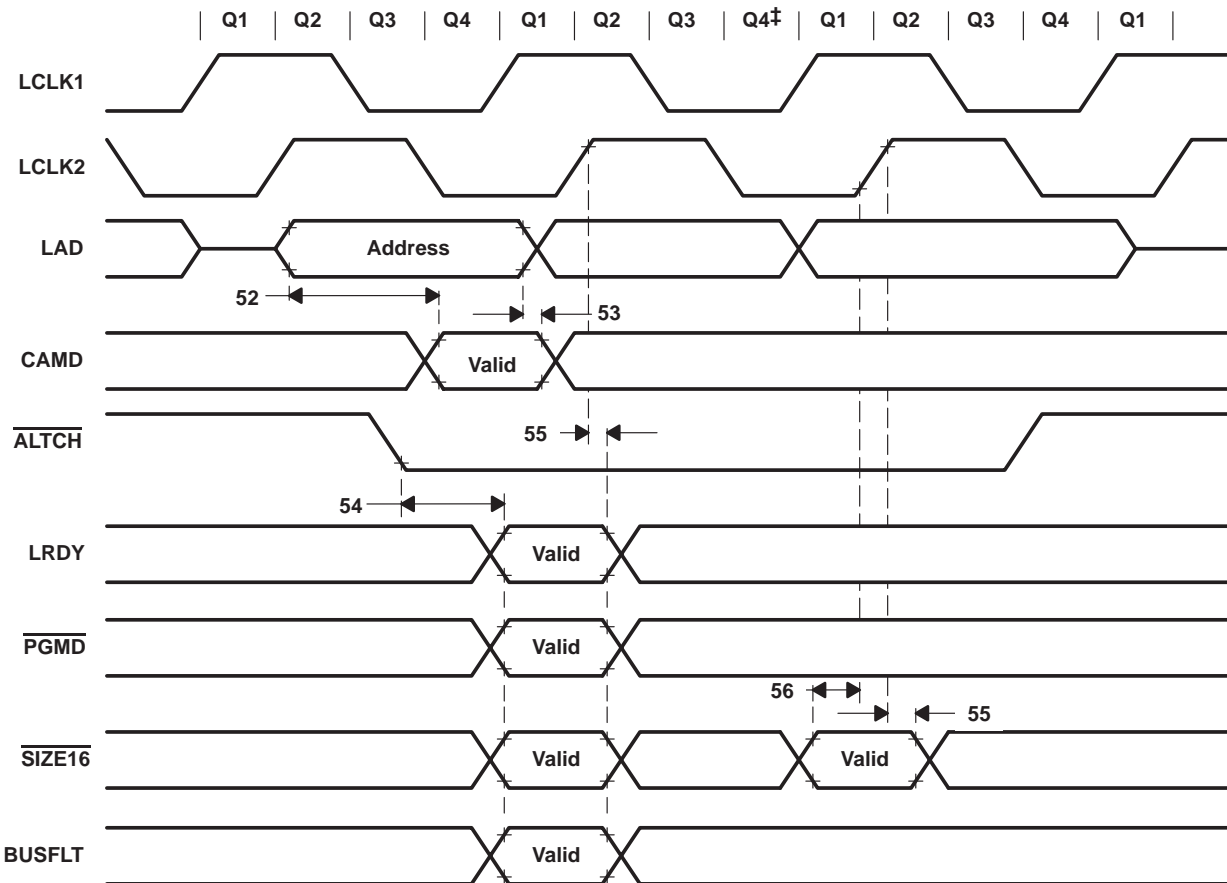 Q1 Q2 Q3 Q4 Q1 Q2 Q3 Q4‡ Q1 Q2 Q3 Q4 Q1
LCLK1
LCLK2
LAD Address
52 53
CAMD Valid
ALTCH
55
54
LRDY Valid
PGMD Valid
56
55
SIZE16 Valid Valid
BUSFLT Valid